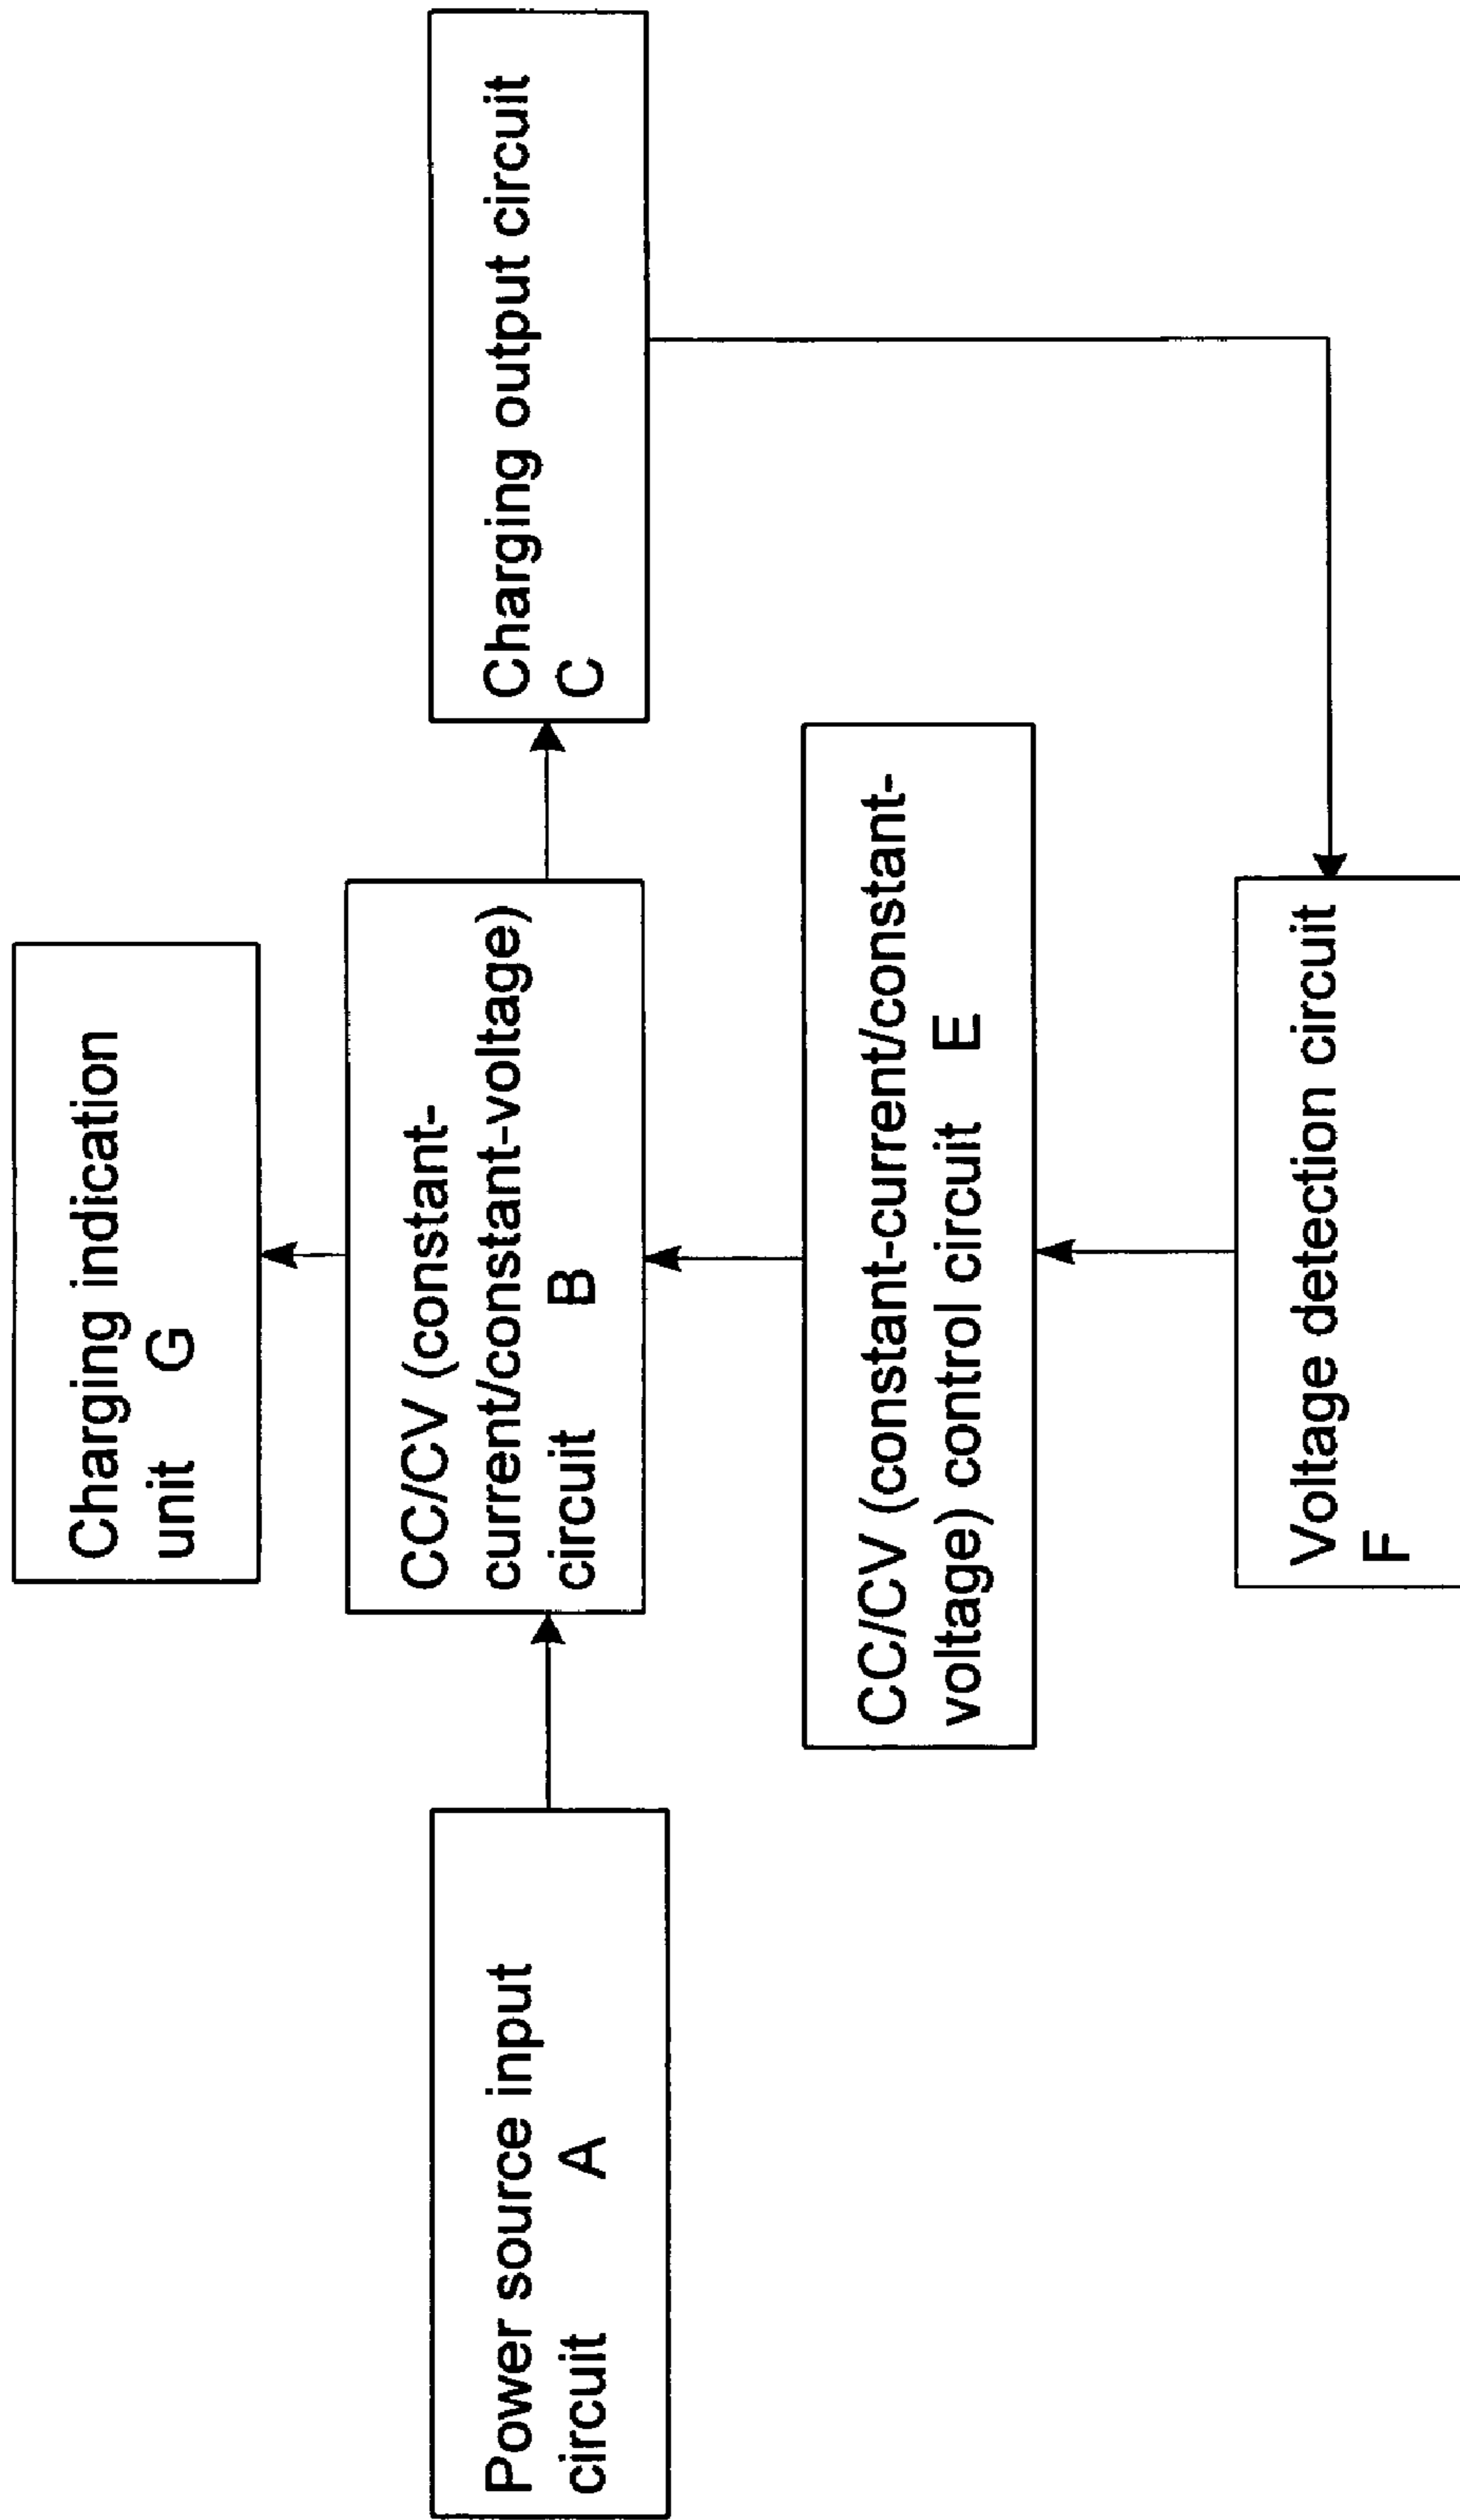 Charging indication
unit G
CC/CV (constant-
current/constant-voltage)
circuit B
Power source input
circuit A
Charging output circuit
C
CC/CV (constant-current/constant-
voltage) control circuit E
Voltage detection circuit
F